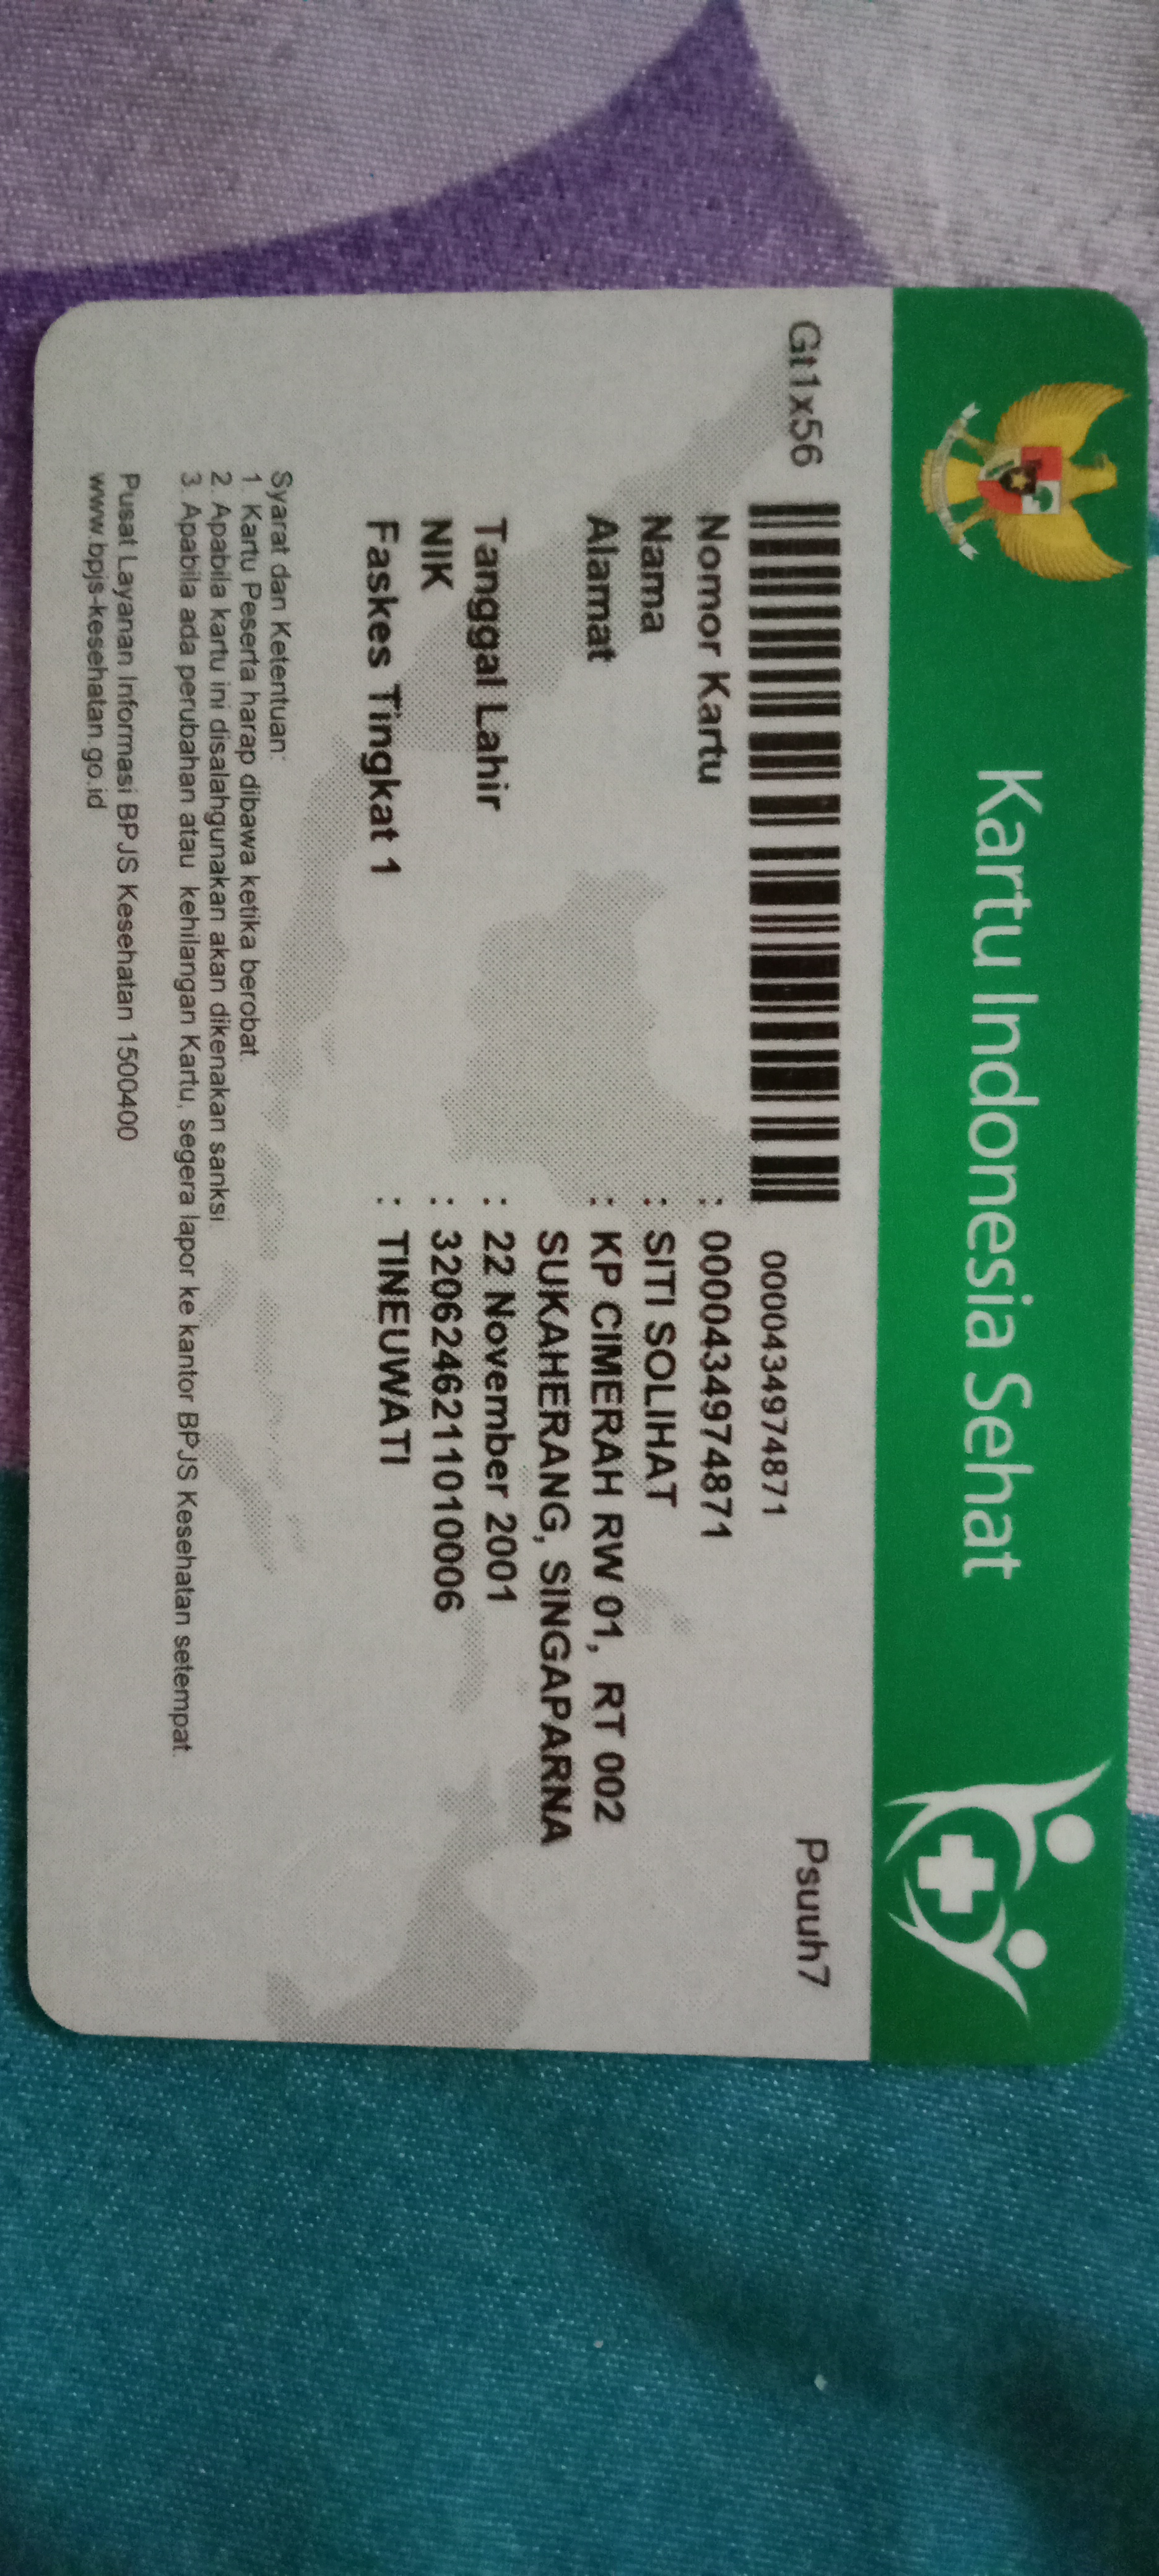 Kartu Indonesia Sehat
Gt1x56
0000434974871
Psuuh7
Nomor Kartu : 0000434974871
Nama : SITI SOLIHAT
Alamat : KP CIMERAH RW 01, RT 002
SUKAHERANG, SINGAPARNA
Tanggal Lahir : 22 November 2001
NIK : 3206246211010006
Faskes Tingkat 1 : TINEUWATI
Syarat dan Ketentuan:
1. Kartu Peserta harap dibawa ketika berobat.
2. Apabila kartu ini disalahgunakan akan dikenakan sanksi.
3. Apabila ada perubahan atau kehilangan Kartu, segera lapor ke kantor BPJS Kesehatan setempat.
Pusat Layanan Informasi BPJS Kesehatan 1500400
www.bpjs-kesehatan.go.id